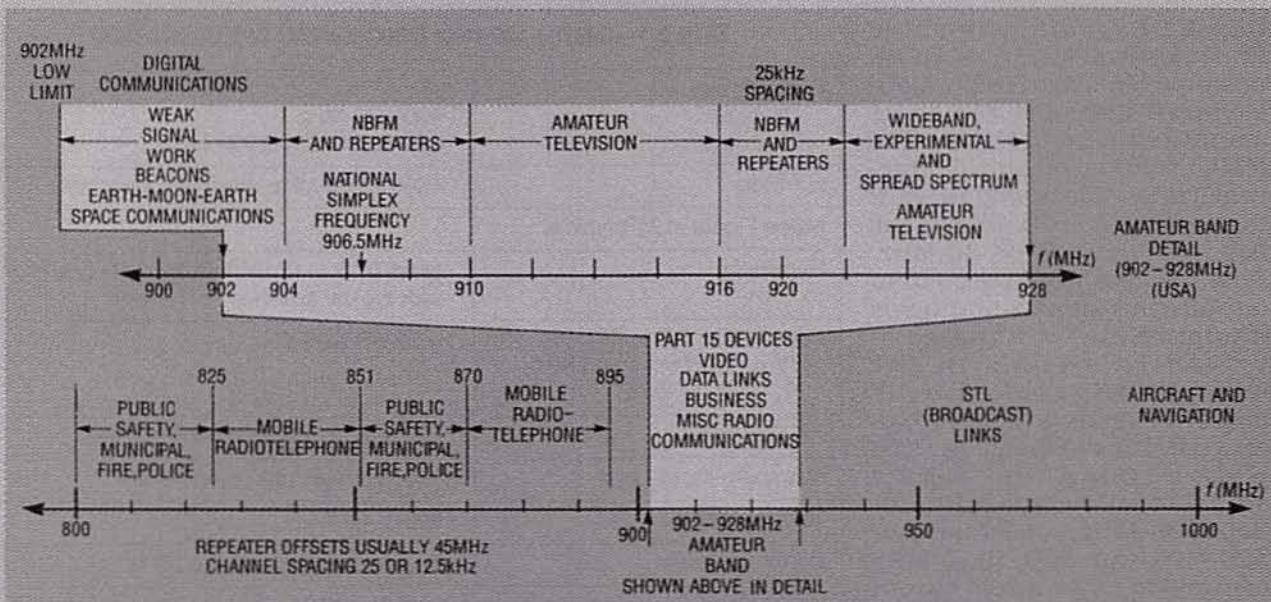 902MHz
LOW
LIMIT
DIGITAL
COMMUNICATIONS
WEAK
SIGNAL
WORK
BEACONS
EARTH-MOON-EARTH
SPACE COMMUNICATIONS
NBFM
AND REPEATERS
NATIONAL
SIMPLEX
FREQUENCY
906.5MHz
AMATEUR
TELEVISION
25kHz
SPACING
NBFM
AND
REPEATERS
WIDEBAND,
EXPERIMENTAL
AND
SPREAD SPECTRUM
AMATEUR
TELEVISION
AMATEUR BAND
DETAIL
(902–928MHz)
(USA)
f (MHz)
900 902 904 910 916 920 928
PART 15 DEVICES
VIDEO
DATA LINKS
BUSINESS
MISC RADIO
COMMUNICATIONS
825 851 870 895
PUBLIC
SAFETY,
MUNICIPAL,
FIRE,POLICE
MOBILE
RADIOTELEPHONE
PUBLIC
SAFETY,
MUNICIPAL,
FIRE,POLICE
MOBILE
RADIO-
TELEPHONE
STL
(BROADCAST)
LINKS
AIRCRAFT AND
NAVIGATION
f (MHz)
800 900 950 1000
REPEATER OFFSETS USUALLY 45MHz
CHANNEL SPACING 25 OR 12.5kHz
902–928MHz
AMATEUR
BAND
SHOWN ABOVE IN DETAIL